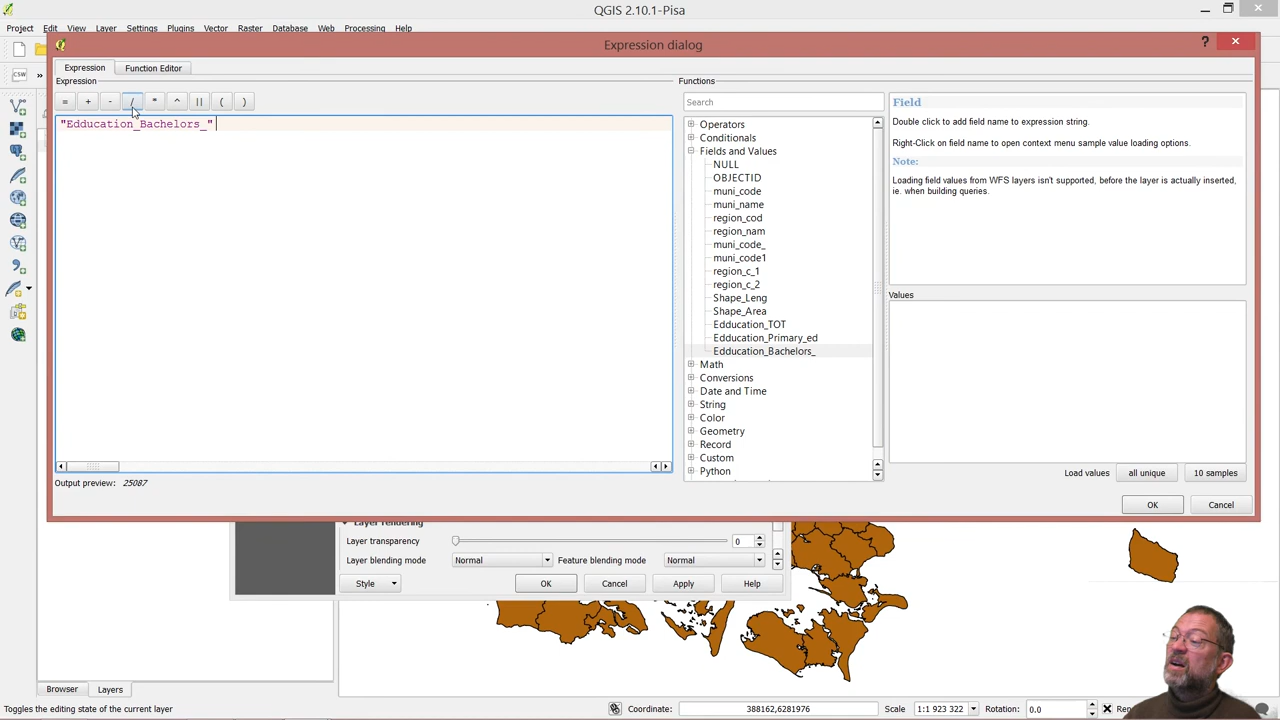 QGIS 2.10.1-Pisa
Project Edit View Layer Settings Plugins Vector Raster Database Web Processing Help
Expression dialog
?
Expression Function Editor
Expression
= + - / * ^ || ( )
"Edducation_Bachelors_"
Output preview: 25087
Functions
Search
Operators
Conditionals
Fields and Values
NULL
OBJECTID
muni_code
muni_name
region_cod
region_nam
muni_code_
muni_code1
region_c_1
region_c_2
Shape_Leng
Shape_Area
Edducation_TOT
Edducation_Primary_ed
Edducation_Bachelors_
Math
Conversions
Date and Time
String
Color
Geometry
Record
Custom
Python
Field
Double click to add field name to expression string.
Right-Click on field name to open context menu sample value loading options.
Note:
Loading field values from WFS layers isn't supported, before the layer is actually inserted,
ie. when building queries.
Values
Load values all unique 10 samples
OK Cancel
CSW »
Layer rendering
Layer transparency 0
Layer blending mode Normal Feature blending mode Normal
Style OK Cancel Apply Help
Browser Layers
Toggles the editing state of the current layer
Coordinate: 388162,6281976 Scale 1:1 923 322 Rotation: 0.0